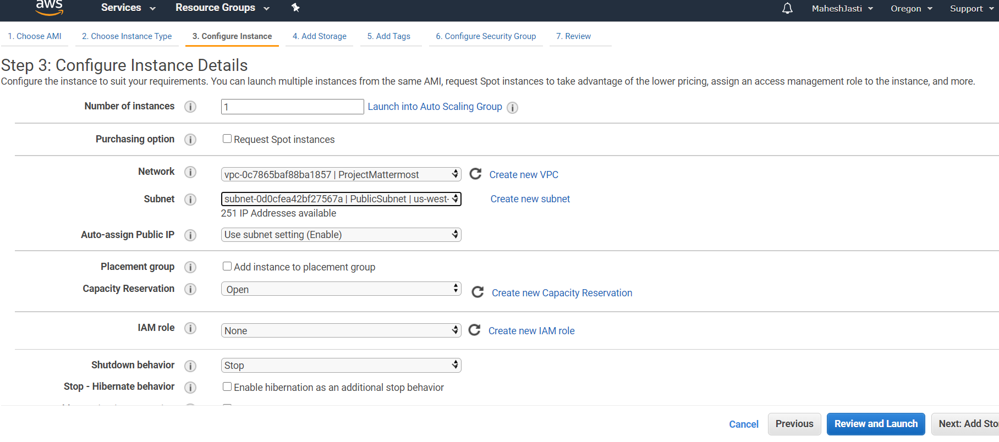 aws Services Resource Groups MaheshJasti Oregon Support
1. Choose AMI 2. Choose Instance Type 3. Configure Instance 4. Add Storage 5. Add Tags 6. Configure Security Group 7. Review
Step 3: Configure Instance Details
Configure the instance to suit your requirements. You can launch multiple instances from the same AMI, request Spot instances to take advantage of the lower pricing, assign an access management role to the instance, and more.
Number of instances 1 Launch into Auto Scaling Group
Purchasing option Request Spot instances
Network vpc-0c7865baf88ba1857 | ProjectMattermost Create new VPC
Subnet subnet-0d0cfea42bf27567a | PublicSubnet | us-west- Create new subnet
251 IP Addresses available
Auto-assign Public IP Use subnet setting (Enable)
Placement group Add instance to placement group
Capacity Reservation Open Create new Capacity Reservation
IAM role None Create new IAM role
Shutdown behavior Stop
Stop - Hibernate behavior Enable hibernation as an additional stop behavior
Cancel Previous Review and Launch Next: Add Sto